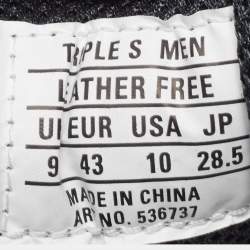 TRIPLE S MEN
LEATHER FREE
UK EUR USA JP
9 43 10 28.5
MADE IN CHINA
ART NO. 536737